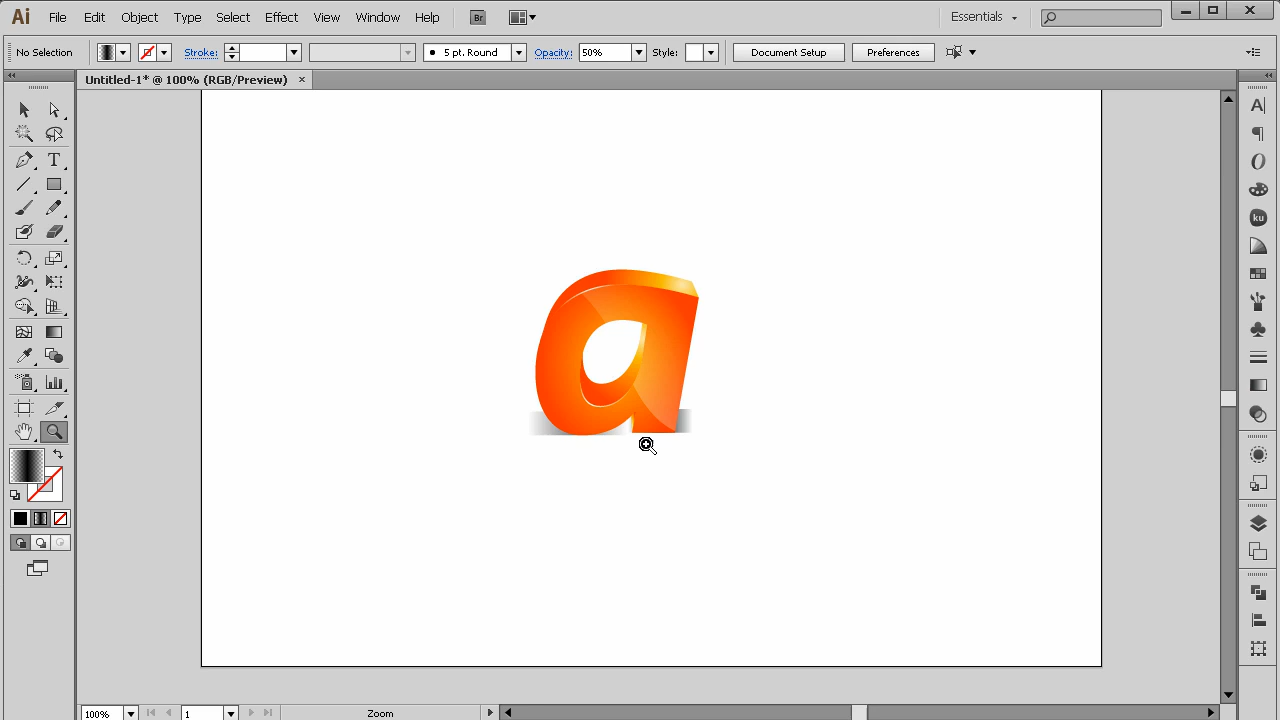 Ai File Edit Object Type Select Effect View Window Help Br Essentials
No Selection Stroke: 5 pt. Round Opacity: 50% Style: Document Setup Preferences
Untitled-1* @ 100% (RGB/Preview) ×
a
ku
100% 1 Zoom